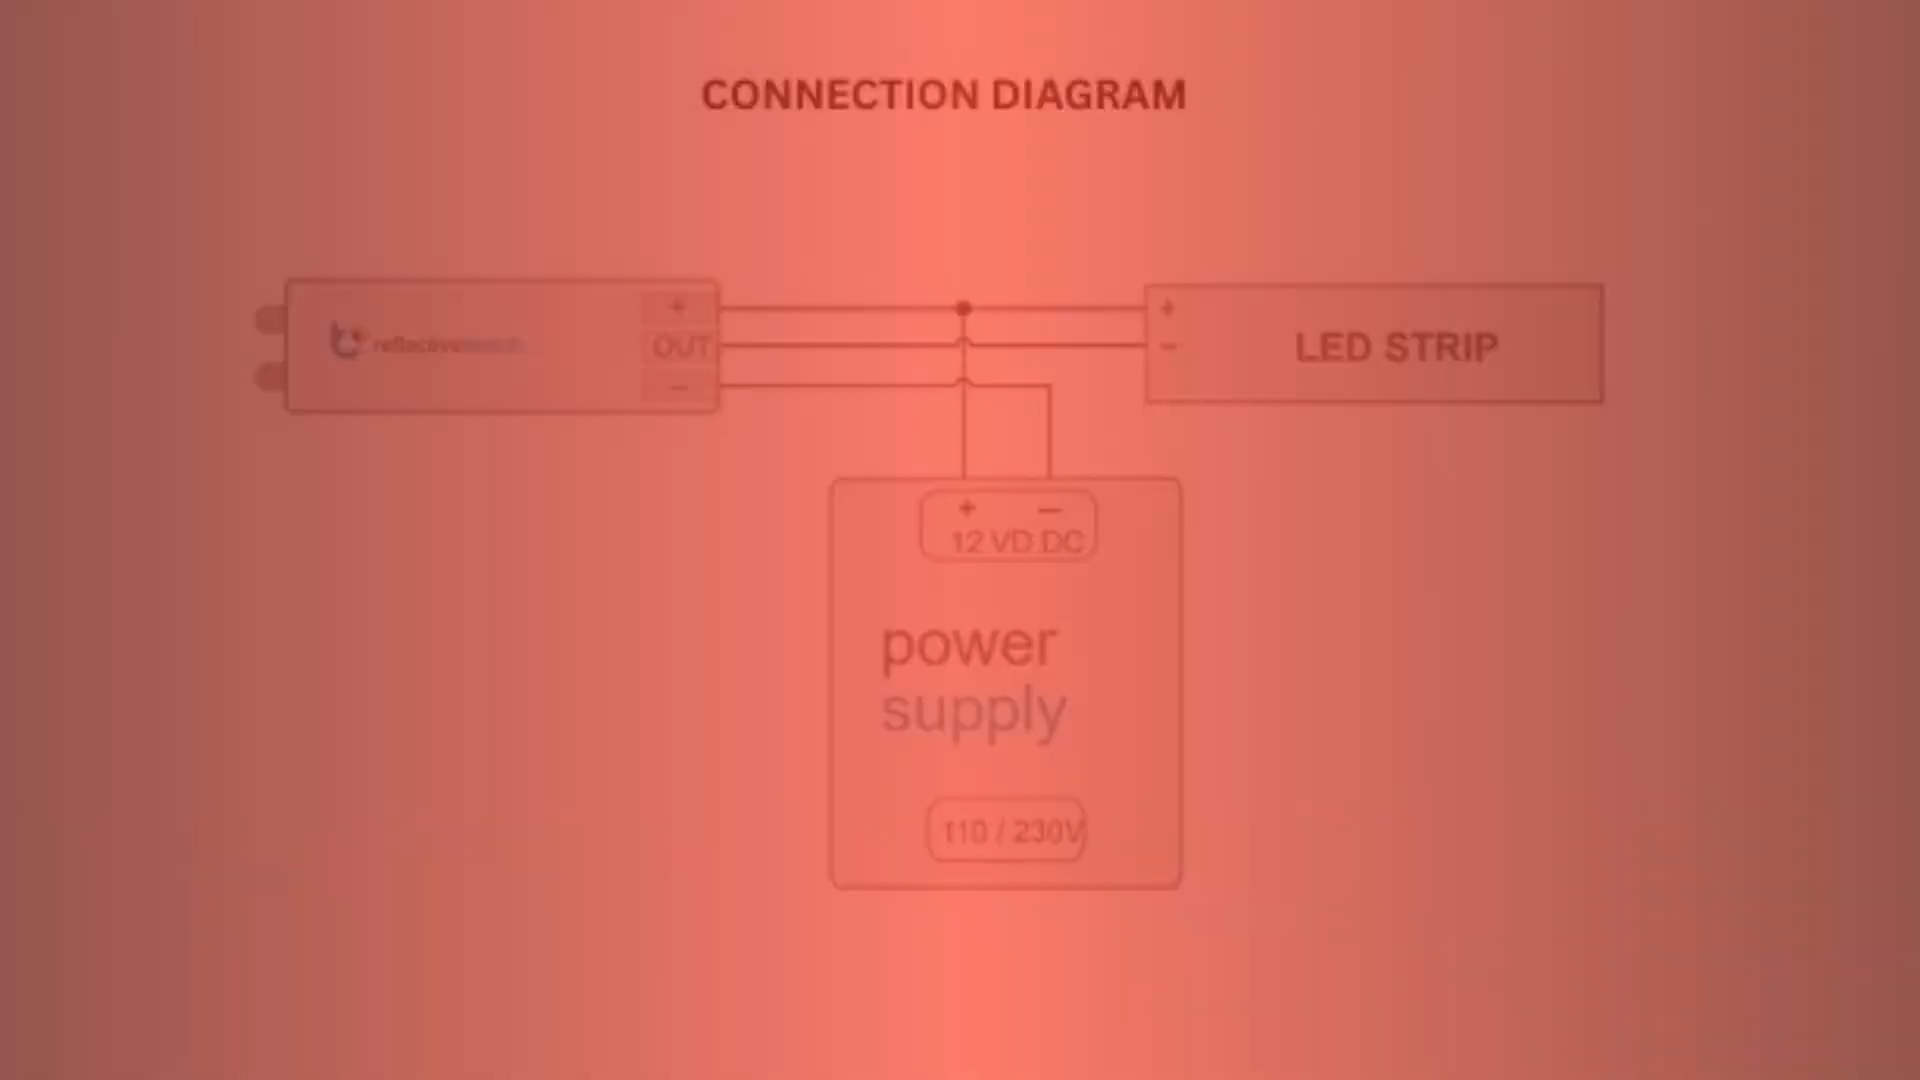 CONNECTION DIAGRAM
+
OUT
−
+
−
LED STRIP
+ −
12 VD DC
power
supply
110 / 230V